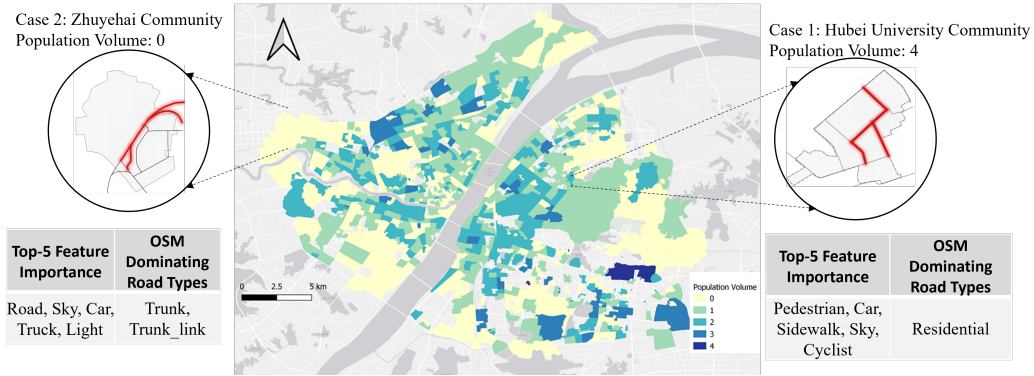 Case 2: Zhuyehai Community
Population Volume: 0
Case 1: Hubei University Community
Population Volume: 4
Top-5 Feature
Importance
OSM
Dominating
Road Types
Road, Sky, Car,
Truck, Light
Trunk,
Trunk_link
0 2.5 5 km
Population Volume
0
1
2
3
4
Top-5 Feature
Importance
OSM
Dominating
Road Types
Pedestrian, Car,
Sidewalk, Sky,
Cyclist
Residential